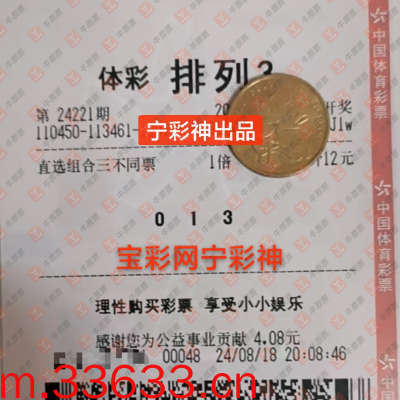 体彩 排列3
第 24221期 20 开奖
110450-113461- J1w
宁彩神出品
直选组合三不同票 1倍 12元
0 1 3
宝彩网宁彩神
理性购买彩票 享受小小娱乐
感谢您为公益事业贡献 4.08元
00048 24/08/18 20:08:46
m.33633.cn
中国体育彩票
中国体育彩票